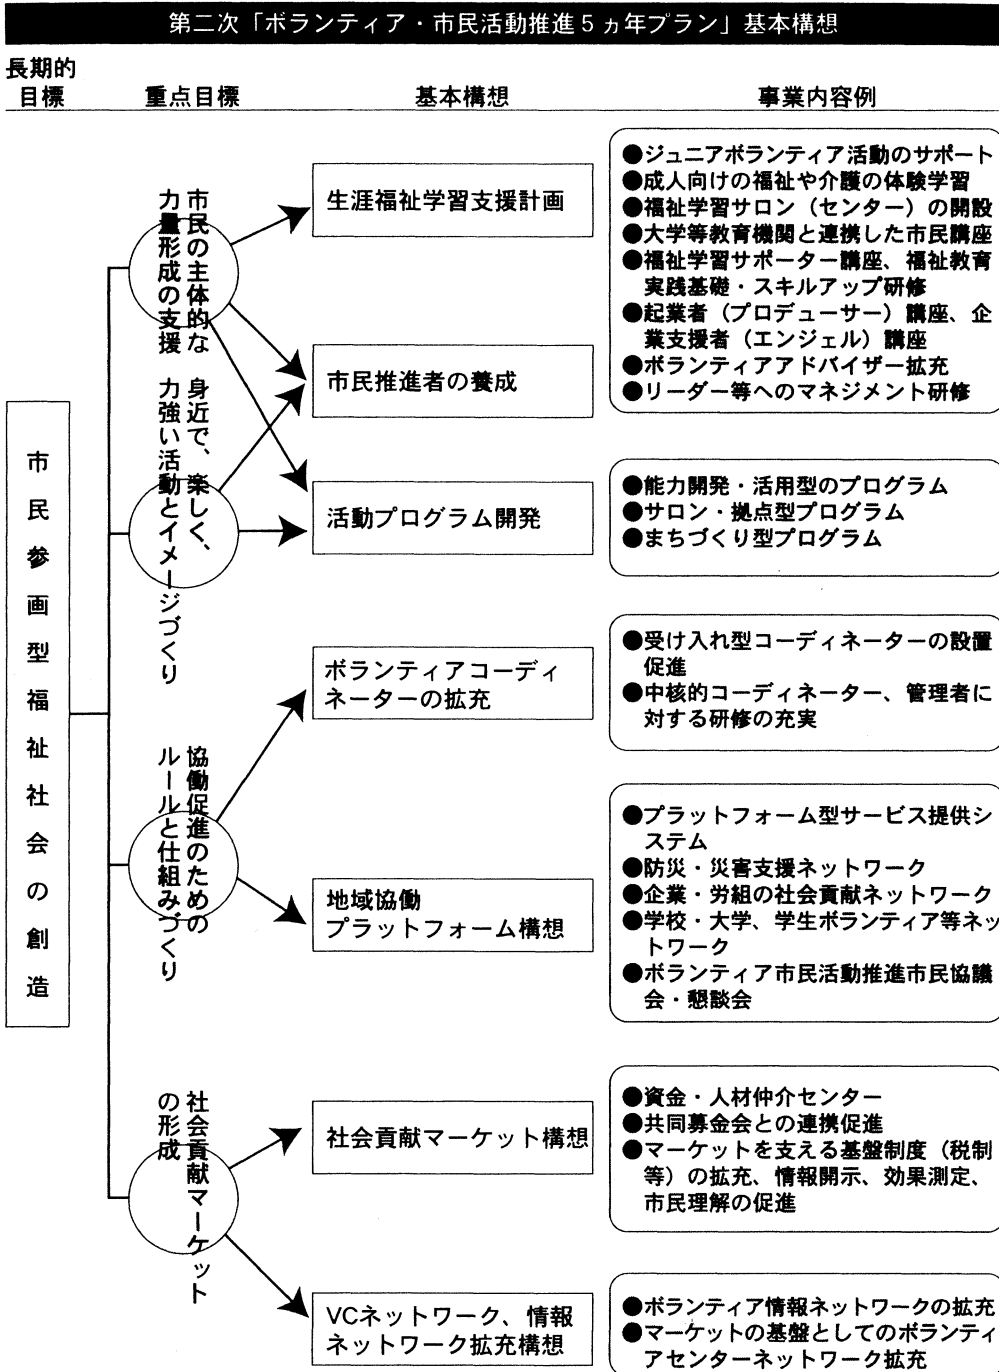 第二次「ボランティア・市民活動推進５ヵ年プラン」基本構想
長期的
目標
重点目標
基本構想
事業内容例
市民参画型福祉社会の創造
市民の主体的な
力量形成の支援
身近で、楽しく、
力強い活動とイメージづくり
協働促進のための
ルールと仕組みづくり
社会貢献マーケット
の形成
生涯福祉学習支援計画
市民推進者の養成
活動プログラム開発
ボランティアコーディ
ネーターの拡充
地域協働
プラットフォーム構想
社会貢献マーケット構想
VCネットワーク、情報
ネットワーク拡充構想
●ジュニアボランティア活動のサポート
●成人向けの福祉や介護の体験学習
●福祉学習サロン（センター）の開設
●大学等教育機関と連携した市民講座
●福祉学習サポーター講座、福祉教育
実践基礎・スキルアップ研修
●起業者（プロデューサー）講座、企
業支援者（エンジェル）講座
●ボランティアアドバイザー拡充
●リーダー等へのマネジメント研修
●能力開発・活用型のプログラム
●サロン・拠点型プログラム
●まちづくり型プログラム
●受け入れ型コーディネーターの設置
促進
●中核的コーディネーター、管理者に
対する研修の充実
●プラットフォーム型サービス提供シ
ステム
●防災・災害支援ネットワーク
●企業・労組の社会貢献ネットワーク
●学校・大学、学生ボランティア等ネッ
トワーク
●ボランティア市民活動推進市民協議
会・懇談会
●資金・人材仲介センター
●共同募金会との連携促進
●マーケットを支える基盤制度（税制
等）の拡充、情報開示、効果測定、
市民理解の促進
●ボランティア情報ネットワークの拡充
●マーケットの基盤としてのボランティ
アセンターネットワーク拡充